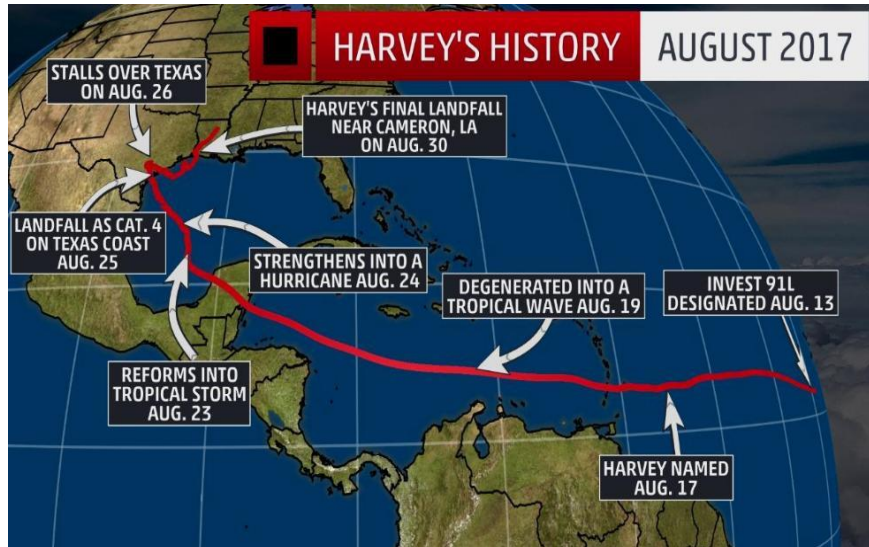 HARVEY'S HISTORY
AUGUST 2017
STALLS OVER TEXAS
ON AUG. 26
HARVEY'S FINAL LANDFALL
NEAR CAMERON, LA
ON AUG. 30
LANDFALL AS CAT. 4
ON TEXAS COAST
AUG. 25
STRENGTHENS INTO A
HURRICANE AUG. 24
DEGENERATED INTO A
TROPICAL WAVE AUG. 19
INVEST 91L
DESIGNATED AUG. 13
REFORMS INTO
TROPICAL STORM
AUG. 23
HARVEY NAMED
AUG. 17